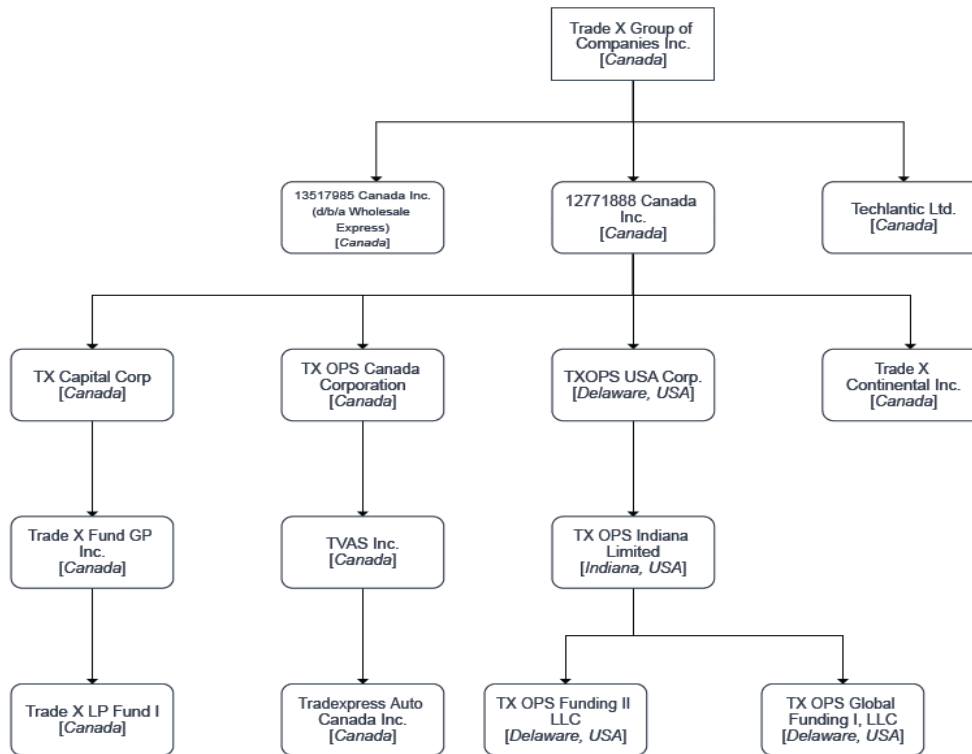 Trade X Group of
Companies Inc.
[Canada]
13517985 Canada Inc.
(d/b/a Wholesale
Express)
[Canada]
12771888 Canada
Inc.
[Canada]
Techlantic Ltd.
[Canada]
TX Capital Corp
[Canada]
TX OPS Canada
Corporation
[Canada]
TXOPS USA Corp.
[Delaware, USA]
Trade X
Continental Inc.
[Canada]
Trade X Fund GP
Inc.
[Canada]
TVAS Inc.
[Canada]
TX OPS Indiana
Limited
[Indiana, USA]
Trade X LP Fund I
[Canada]
Tradexpress Auto
Canada Inc.
[Canada]
TX OPS Funding II
LLC
[Delaware, USA]
TX OPS Global
Funding I, LLC
[Delaware, USA]